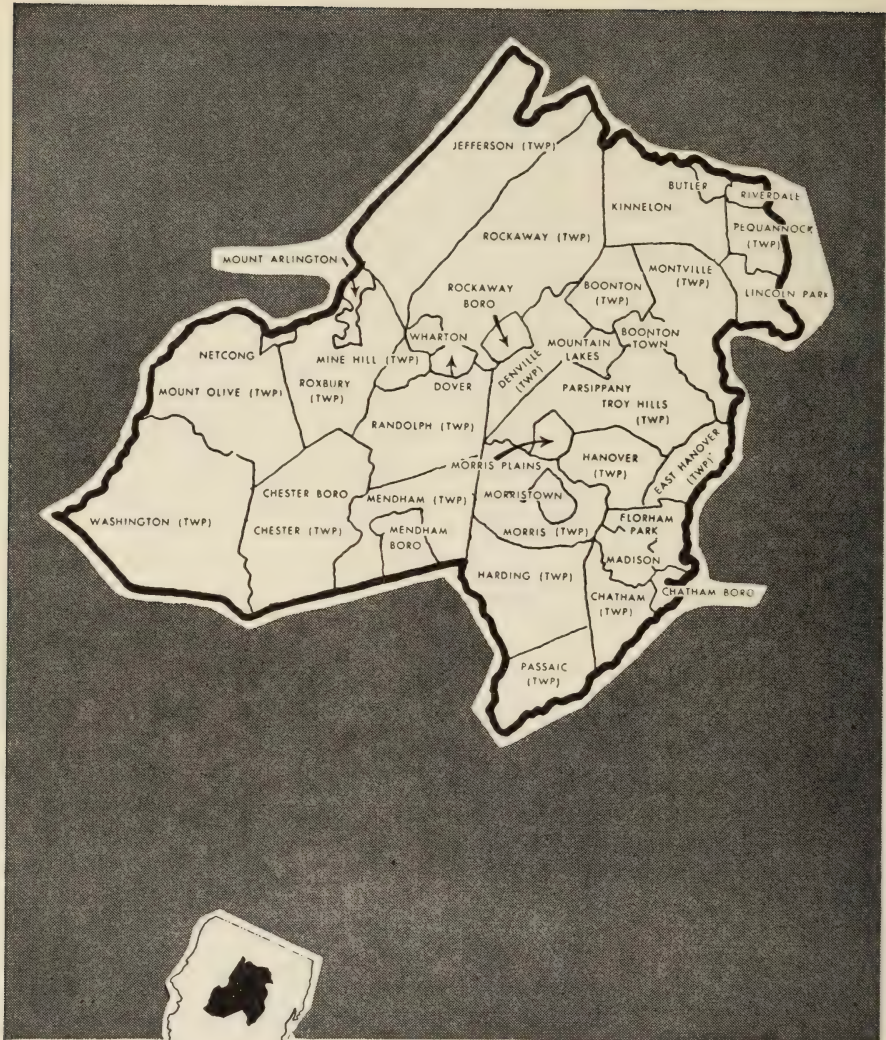 JEFFERSON (TWP)
BUTLER
RIVERDALE
KINNELON
PEQUANNOCK
(TWP)
ROCKAWAY (TWP)
MOUNT ARLINGTON
MONTVILLE
(TWP)
ROCKAWAY
BORO
BOONTON
(TWP)
LINCOLN PARK
WHARTON
BOONTON
TOWN
MOUNTAIN
LAKES
NETCONG
MINE HILL (TWP)
DENVILLE
(TWP)
DOVER
MOUNT OLIVE (TWP)
ROXBURY
(TWP)
PARSIPPANY
TROY HILLS
(TWP)
RANDOLPH (TWP)
MORRIS PLAINS
HANOVER
(TWP)
EAST HANOVER
(TWP)
CHESTER BORO
MENDHAM (TWP)
MORRISTOWN
WASHINGTON (TWP)
CHESTER (TWP)
MENDHAM
BORO
MORRIS (TWP)
FLORHAM
PARK
MADISON
HARDING (TWP)
CHATHAM
(TWP)
CHATHAM BORO
PASSAIC
(TWP)